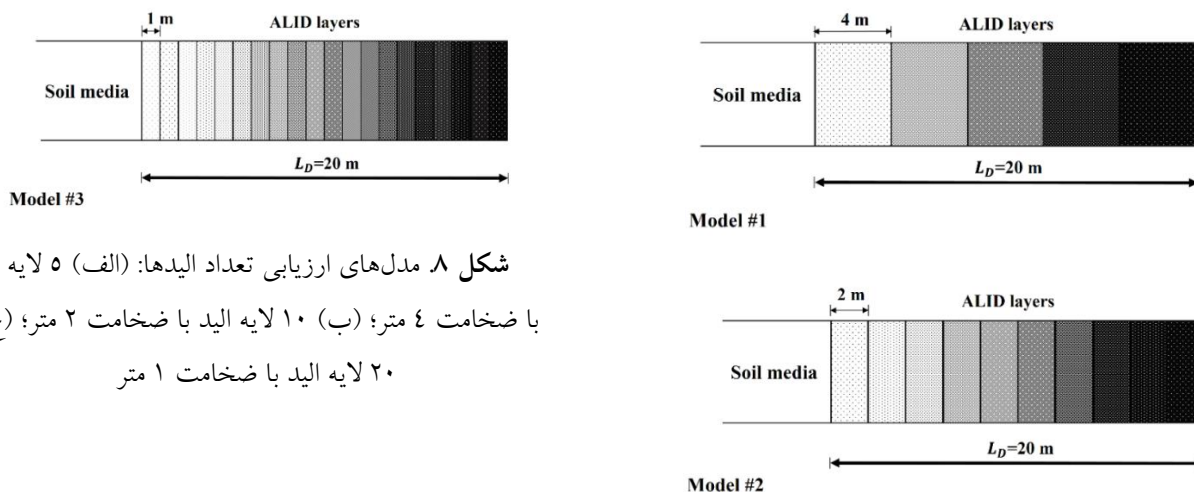 4 m
ALID layers
Soil media
L_D=20 m
Model #1
2 m
ALID layers
Soil media
L_D=20 m
Model #2
1 m
ALID layers
Soil media
L_D=20 m
Model #3
شکل ۸. مدل‌های ارزیابی تعداد الیدها: (الف) ۵ لایه
با ضخامت ٤ متر؛ (ب) ۱۰ لایه الید با ضخامت ۲ متر؛
۲۰ لایه الید با ضخامت ۱ متر